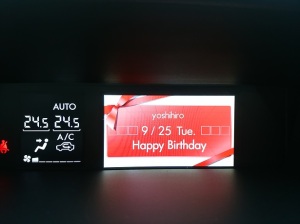 AUTO
24.5 24.5
A/C
yoshihiro
□□□ 9 / 25 Tue. □□□
Happy Birthday